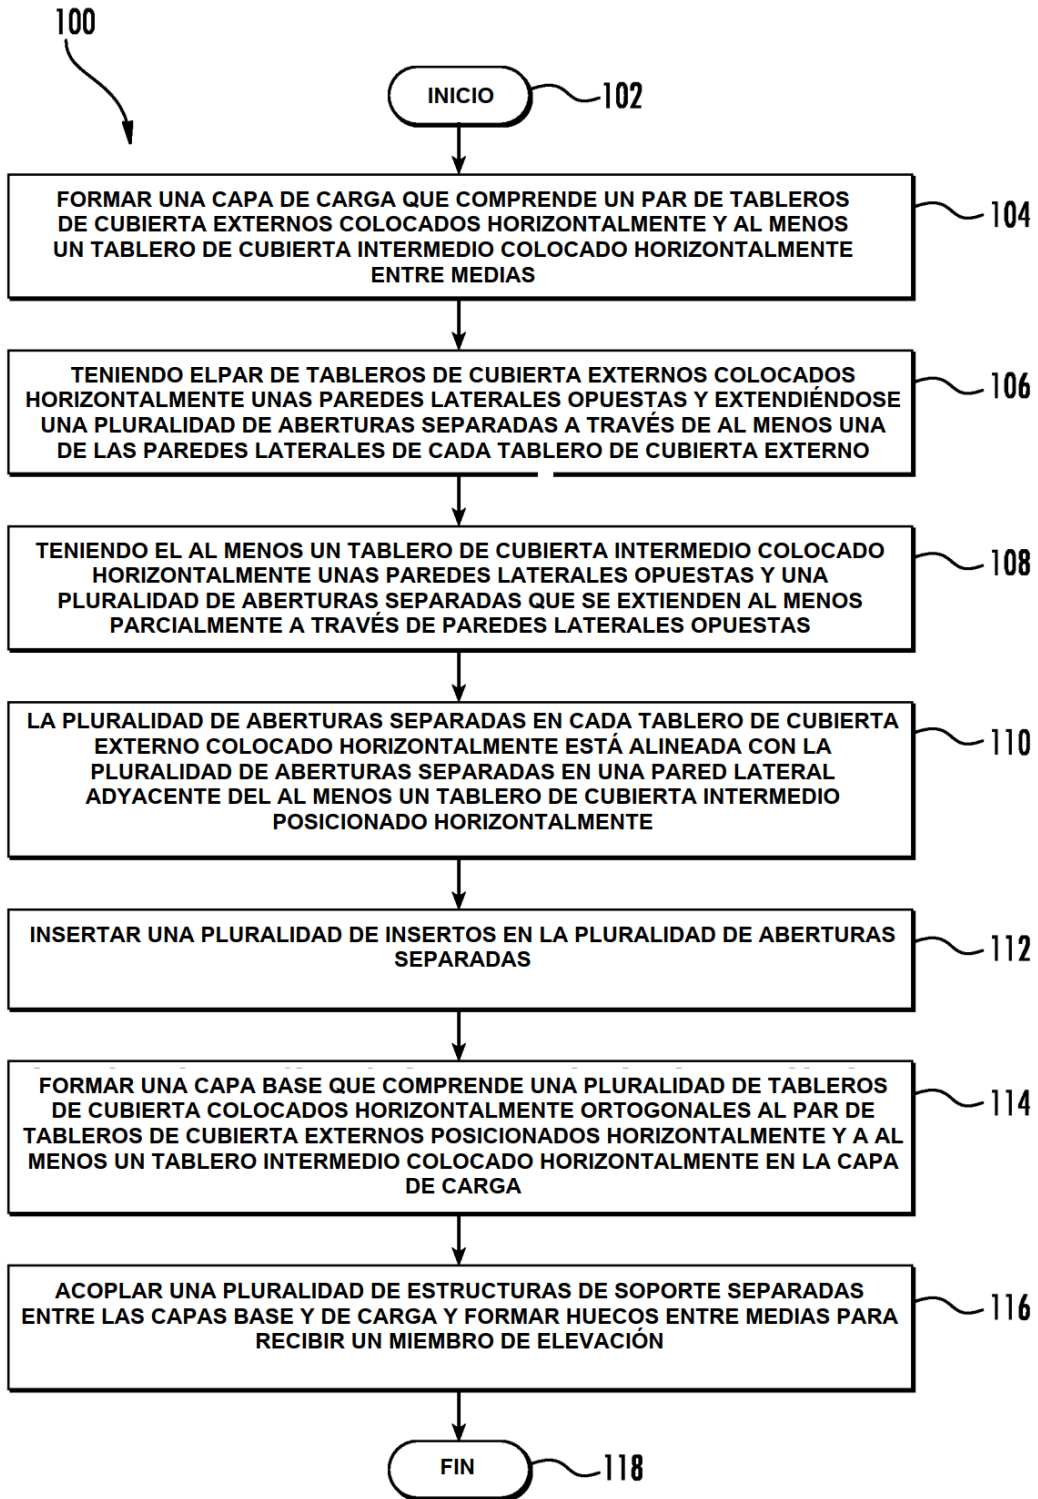 100
INICIO
102
FORMAR UNA CAPA DE CARGA QUE COMPRENDE UN PAR DE TABLEROS
DE CUBIERTA EXTERNOS COLOCADOS HORIZONTALMENTE Y AL MENOS
UN TABLERO DE CUBIERTA INTERMEDIO COLOCADO HORIZONTALMENTE
ENTRE MEDIAS
104
TENIENDO ELPAR DE TABLEROS DE CUBIERTA EXTERNOS COLOCADOS
HORIZONTALMENTE UNAS PAREDES LATERALES OPUESTAS Y EXTENDIÉNDOSE
UNA PLURALIDAD DE ABERTURAS SEPARADAS A TRAVÉS DE AL MENOS UNA
DE LAS PAREDES LATERALES DE CADA TABLERO DE CUBIERTA EXTERNO
106
TENIENDO EL AL MENOS UN TABLERO DE CUBIERTA INTERMEDIO COLOCADO
HORIZONTALMENTE UNAS PAREDES LATERALES OPUESTAS Y UNA
PLURALIDAD DE ABERTURAS SEPARADAS QUE SE EXTIENDEN AL MENOS
PARCIALMENTE A TRAVÉS DE PAREDES LATERALES OPUESTAS
108
LA PLURALIDAD DE ABERTURAS SEPARADAS EN CADA TABLERO DE CUBIERTA
EXTERNO COLOCADO HORIZONTALMENTE ESTÁ ALINEADA CON LA
PLURALIDAD DE ABERTURAS SEPARADAS EN UNA PARED LATERAL
ADYACENTE DEL AL MENOS UN TABLERO DE CUBIERTA INTERMEDIO
POSICIONADO HORIZONTALMENTE
110
INSERTAR UNA PLURALIDAD DE INSERTOS EN LA PLURALIDAD DE ABERTURAS
SEPARADAS
112
FORMAR UNA CAPA BASE QUE COMPRENDE UNA PLURALIDAD DE TABLEROS
DE CUBIERTA COLOCADOS HORIZONTALMENTE ORTOGONALES AL PAR DE
TABLEROS DE CUBIERTA EXTERNOS POSICIONADOS HORIZONTALMENTE Y A AL
MENOS UN TABLERO INTERMEDIO COLOCADO HORIZONTALMENTE EN LA CAPA
DE CARGA
114
ACOPLAR UNA PLURALIDAD DE ESTRUCTURAS DE SOPORTE SEPARADAS
ENTRE LAS CAPAS BASE Y DE CARGA Y FORMAR HUECOS ENTRE MEDIAS PARA
RECIBIR UN MIEMBRO DE ELEVACIÓN
116
FIN
118